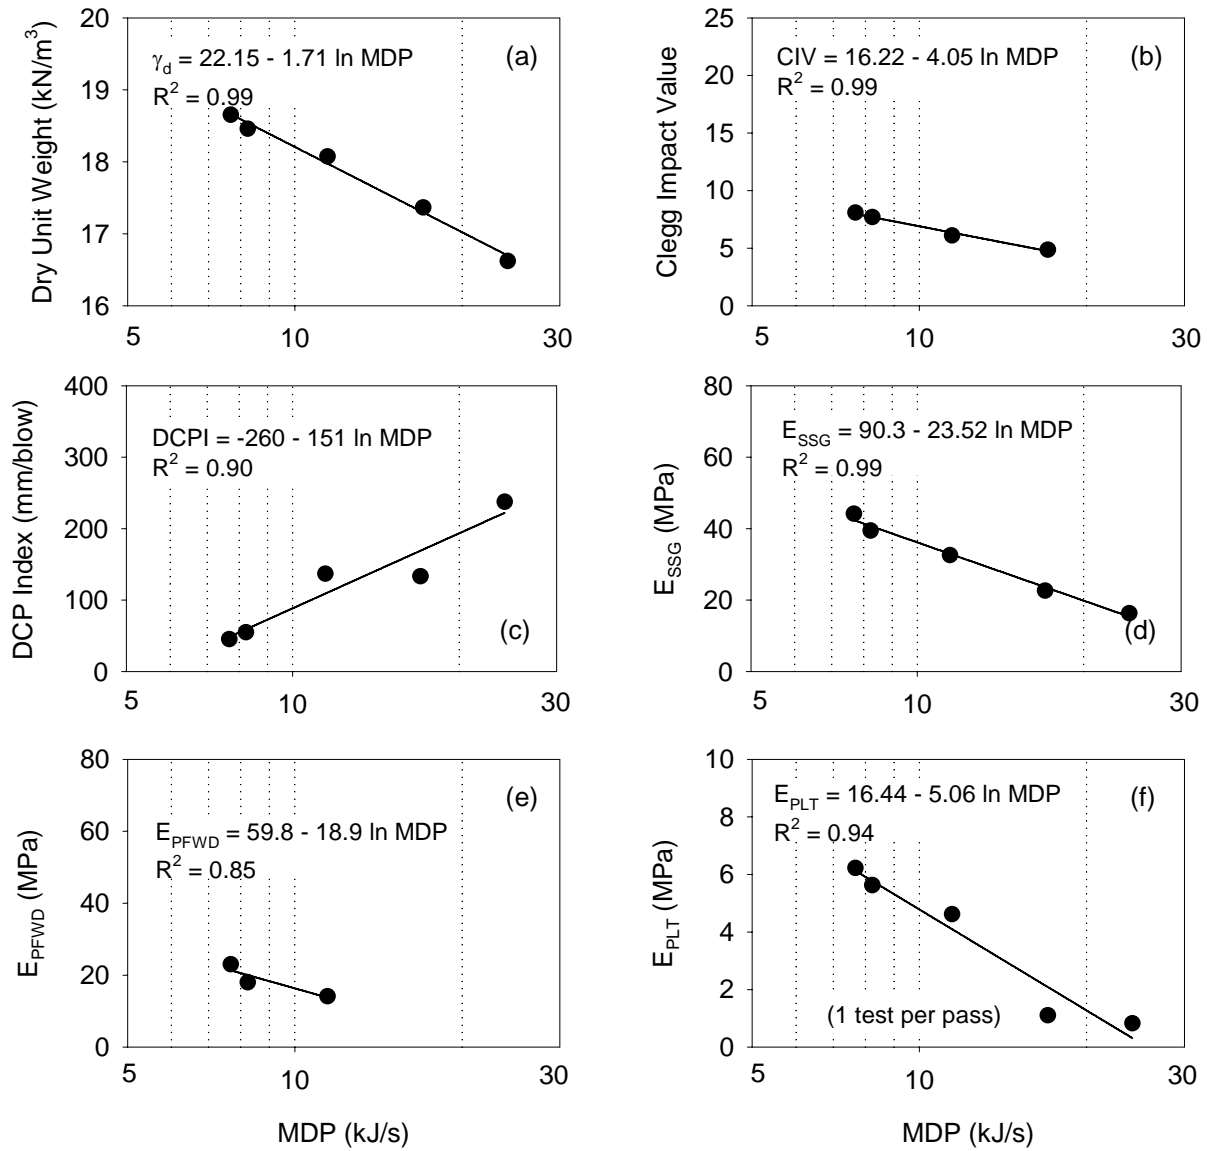 (a)
γd = 22.15 - 1.71 ln MDP
R2 = 0.99
Dry Unit Weight (kN/m3)
20
19
18
17
16
5
10
30
(b)
CIV = 16.22 - 4.05 ln MDP
R2 = 0.99
Clegg Impact Value
25
20
15
10
5
0
5
10
30
DCPI = -260 - 151 ln MDP
R2 = 0.90
(c)
DCP Index (mm/blow)
400
300
200
100
0
5
10
30
ESSG = 90.3 - 23.52 ln MDP
R2 = 0.99
(d)
ESSG (MPa)
80
60
40
20
0
5
10
30
(e)
EPFWD = 59.8 - 18.9 ln MDP
R2 = 0.85
EPFWD (MPa)
80
60
40
20
0
5
10
30
MDP (kJ/s)
(f)
EPLT = 16.44 - 5.06 ln MDP
R2 = 0.94
(1 test per pass)
EPLT (MPa)
10
8
6
4
2
0
5
10
30
MDP (kJ/s)